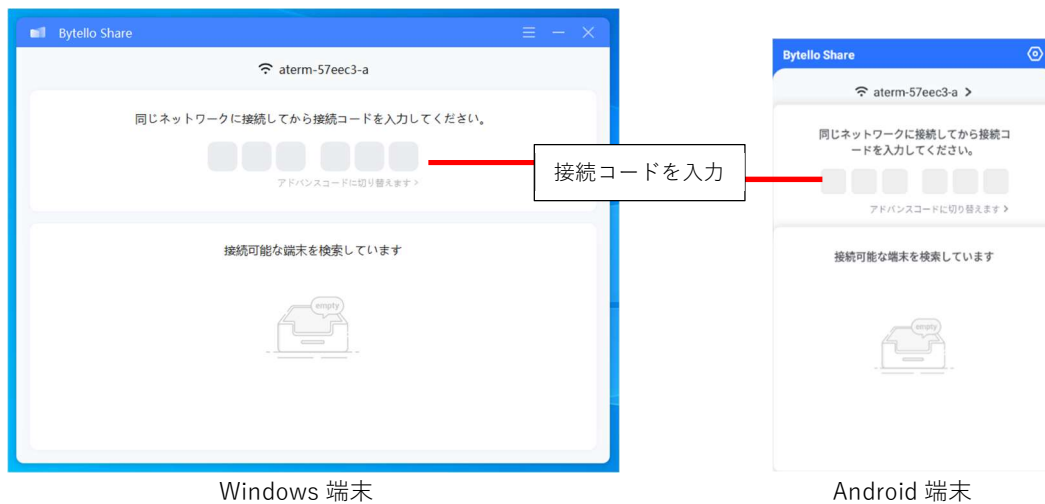 Bytello Share
aterm-57eec3-a
同じネットワークに接続してから接続コードを入力してください。
アドバンスコードに切り替えます >
接続可能な端末を検索しています
empty
Windows 端末
接続コードを入力
Bytello Share
aterm-57eec3-a >
同じネットワークに接続してから接続コ
ードを入力してください。
アドバンスコードに切り替えます >
接続可能な端末を検索しています
empty
Android 端末